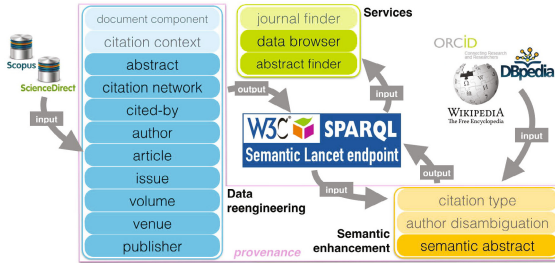 Scopus
ScienceDirect
input
document component
citation context
abstract
citation network
cited-by
author
article
issue
volume
venue
publisher
Data
reengineering
output
journal finder
data browser
abstract finder
Services
input
W3C SPARQL
Semantic Lancet endpoint
input
output
ORCID
Connecting Research
and Researchers
WIKIPEDIA
The Free Encyclopedia
DBpedia
input
citation type
author disambiguation
semantic abstract
Semantic
enhancement
provenance